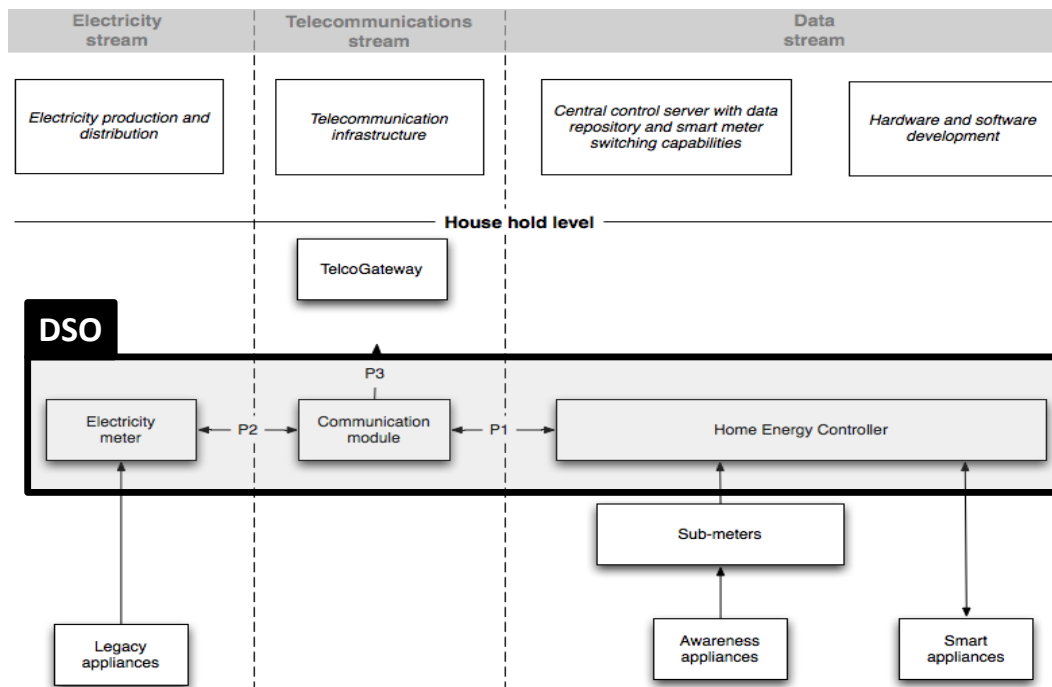 Electricity
stream
Telecommunications
stream
Data
stream
Electricity production and
distribution
Telecommunication
infrastructure
Central control server with data
repository and smart meter
switching capabilities
Hardware and software
development
House hold level
TelcoGateway
DSO
P3
Electricity
meter
P2
Communication
module
P1
Home Energy Controller
Sub-meters
Legacy
appliances
Awareness
appliances
Smart
appliances